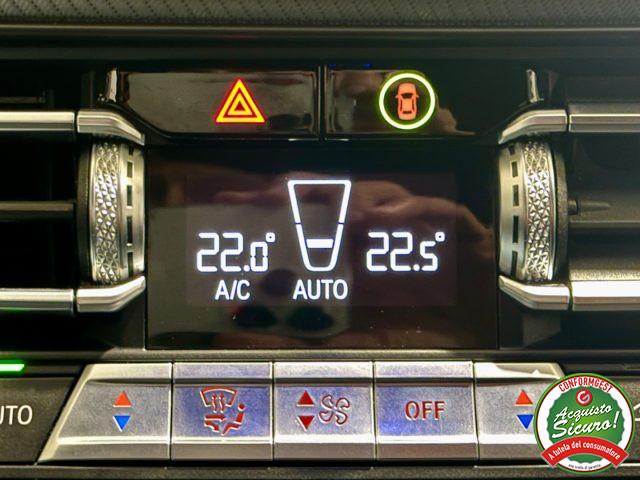 22.0°
22.5°
A/C AUTO
AUTO
OFF
CONFORMGEST
Acquisto
Sicuro!
A tutela del consumatore